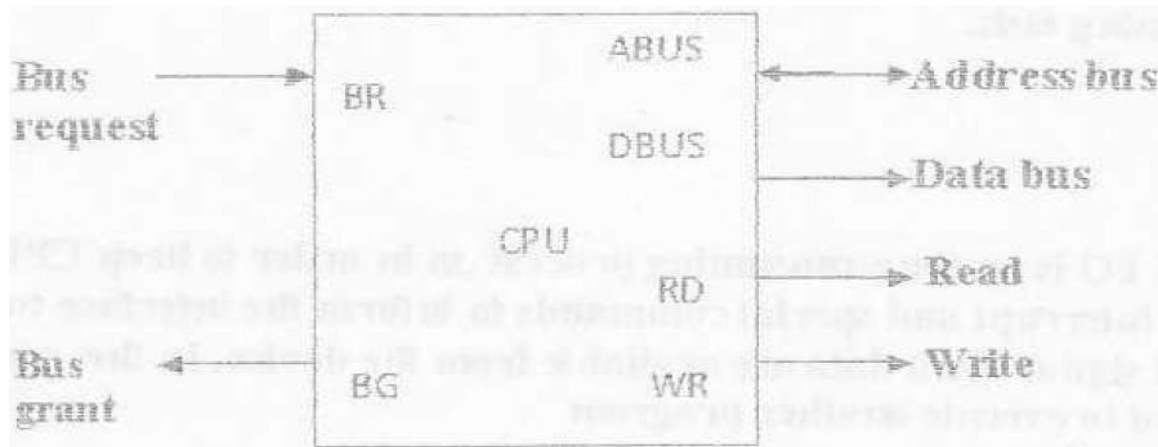 ABUS
Bus
request
BR
Address bus
DBUS
Data bus
CPU
RD
Read
Bus
grant
BG
WR
Write